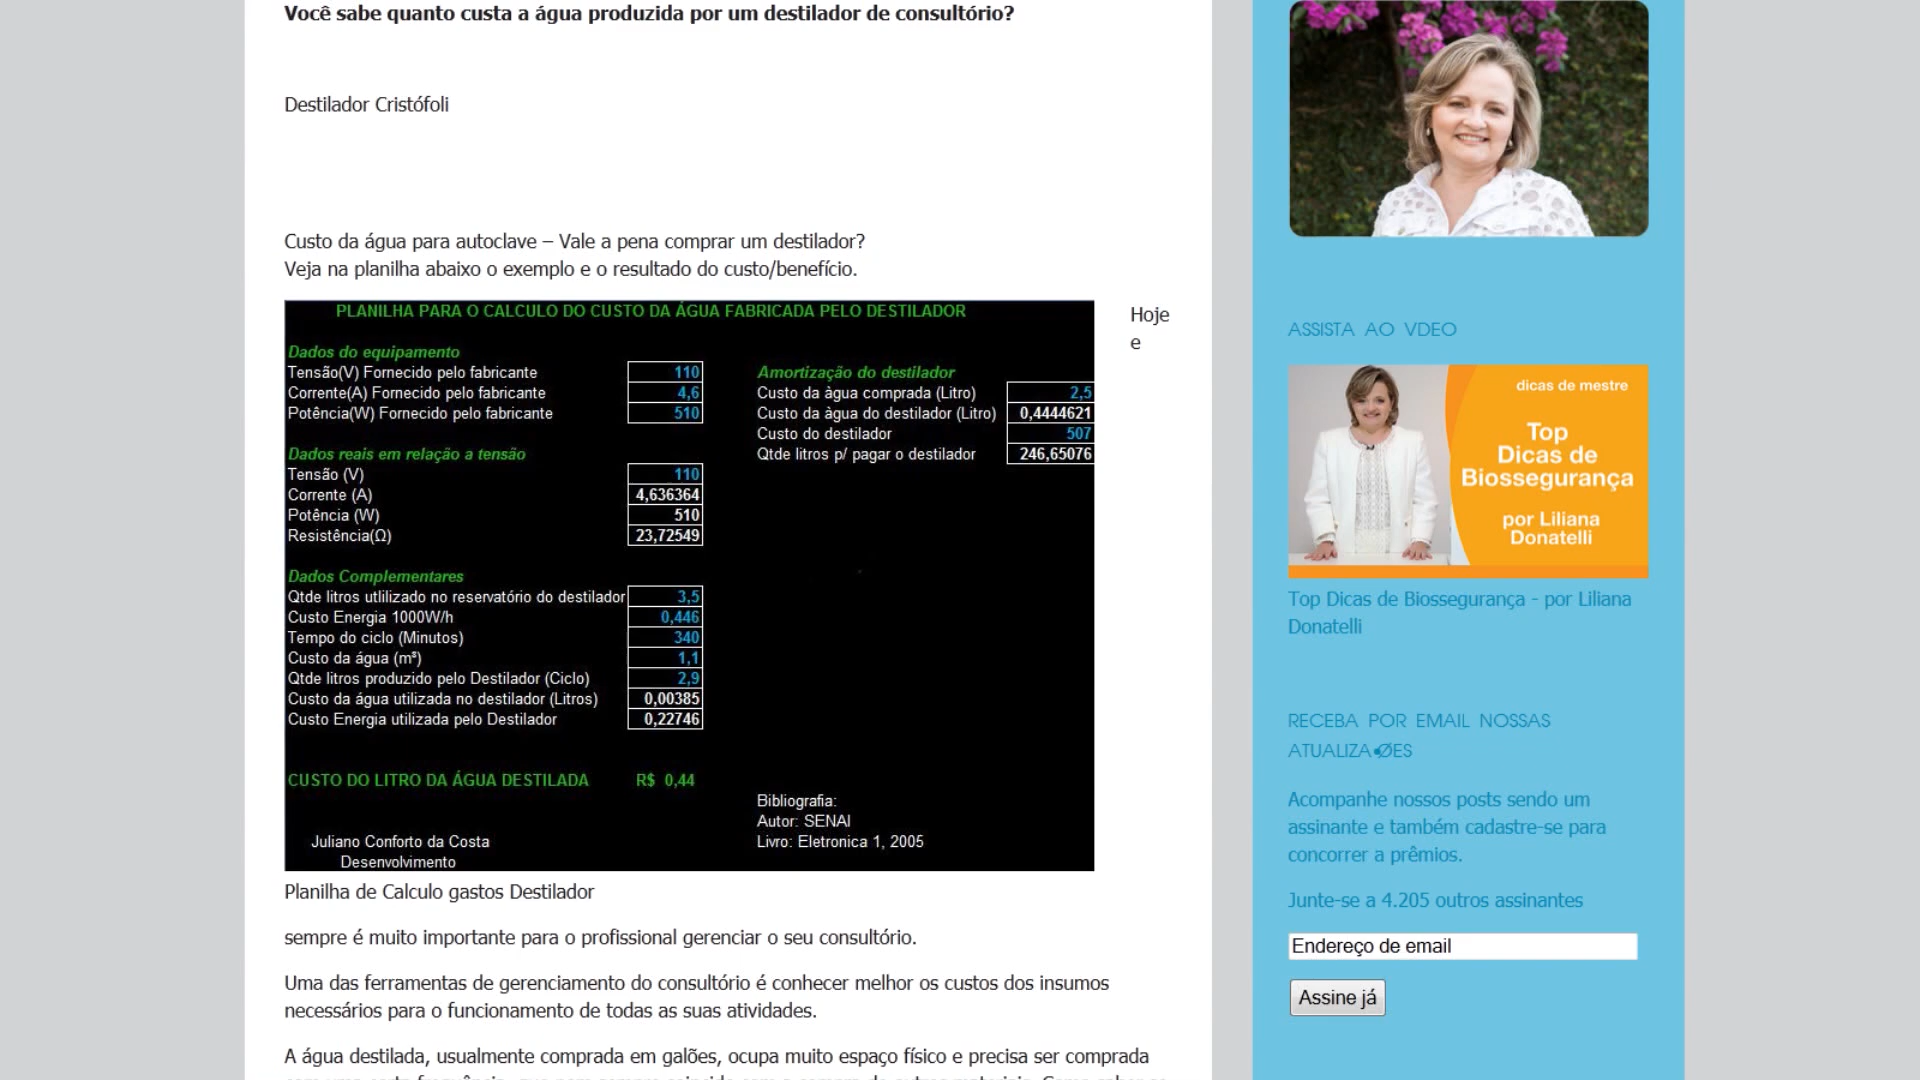 Você sabe quanto custa a água produzida por um destilador de consultório?
Destilador Cristófoli
Custo da água para autoclave – Vale a pena comprar um destilador?
Veja na planilha abaixo o exemplo e o resultado do custo/benefício.
PLANILHA PARA O CALCULO DO CUSTO DA ÁGUA FABRICADA PELO DESTILADOR
Dados do equipamento
Tensão(V) Fornecido pelo fabricante 110
Corrente(A) Fornecido pelo fabricante 4,6
Potência(W) Fornecido pelo fabricante 510
Dados reais em relação a tensão
Tensão (V) 110
Corrente (A) 4,636364
Potência (W) 510
Resistência(Ω) 23,72549
Dados Complementares
Qtde litros utlilizado no reservatório do destilador 3,5
Custo Energia 1000W/h 0,446
Tempo do ciclo (Minutos) 340
Custo da água (m³) 1,1
Qtde litros produzido pelo Destilador (Ciclo) 2,9
Custo da água utilizada no destilador (Litros) 0,00385
Custo Energia utilizada pelo Destilador 0,22746
CUSTO DO LITRO DA ÁGUA DESTILADA R$ 0,44
Juliano Conforto da Costa
Desenvolvimento
Amortização do destilador
Custo da àgua comprada (Litro) 2,5
Custo da àgua do destilador (Litro) 0,4444621
Custo do destilador 507
Qtde litros p/ pagar o destilador 246,65076
Bibliografia:
Autor: SENAI
Livro: Eletronica 1, 2005
Hoje
e
Planilha de Calculo gastos Destilador
sempre é muito importante para o profissional gerenciar o seu consultório.
Uma das ferramentas de gerenciamento do consultório é conhecer melhor os custos dos insumos
necessários para o funcionamento de todas as suas atividades.
A água destilada, usualmente comprada em galões, ocupa muito espaço físico e precisa ser comprada
ASSISTA AO VDEO
dicas de mestre
Top
Dicas de
Biossegurança
por Liliana
Donatelli
Top Dicas de Biossegurança - por Liliana
Donatelli
RECEBA POR EMAIL NOSSAS
ATUALIZA•ØES
Acompanhe nossos posts sendo um
assinante e também cadastre-se para
concorrer a prêmios.
Junte-se a 4.205 outros assinantes
Endereço de email
Assine já